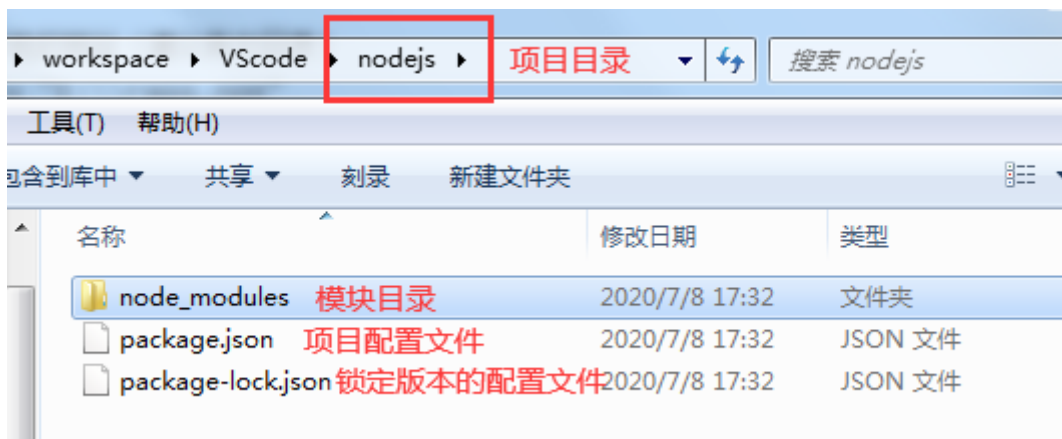 workspace VScode nodejs 项目目录 搜索 nodejs
工具(T) 帮助(H)
包含到库中 共享 刻录 新建文件夹
名称 修改日期 类型
node_modules 模块目录 2020/7/8 17:32 文件夹
package.json 项目配置文件 2020/7/8 17:32 JSON 文件
package-lock.json 锁定版本的配置文件 2020/7/8 17:32 JSON 文件